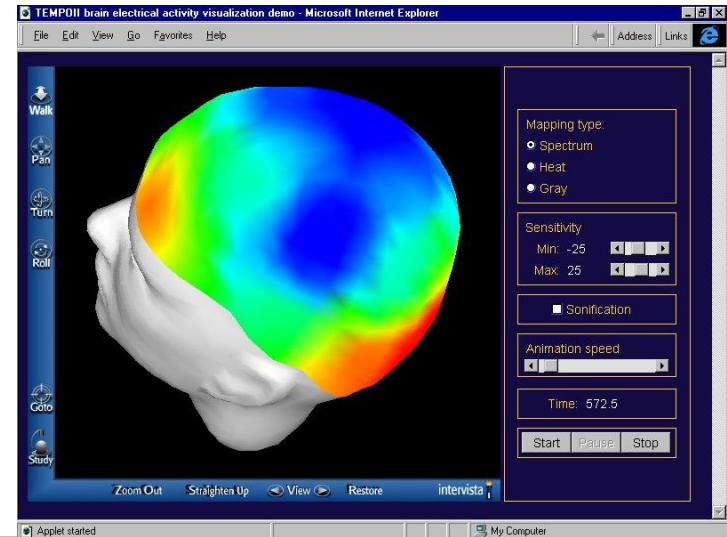 TEMPOII brain electrical activity visualization demo - Microsoft Internet Explorer
File Edit View Go Favorites Help
Address Links
Walk
Pan
Turn
Roll
Goto
Study
Zoom Out Straighten Up View Restore intervista
Mapping type:
Spectrum
Heat
Gray
Sensitivity
Min: -25
Max: 25
Sonification
Animation speed
Time: 572.5
Start Pause Stop
Applet started
My Computer